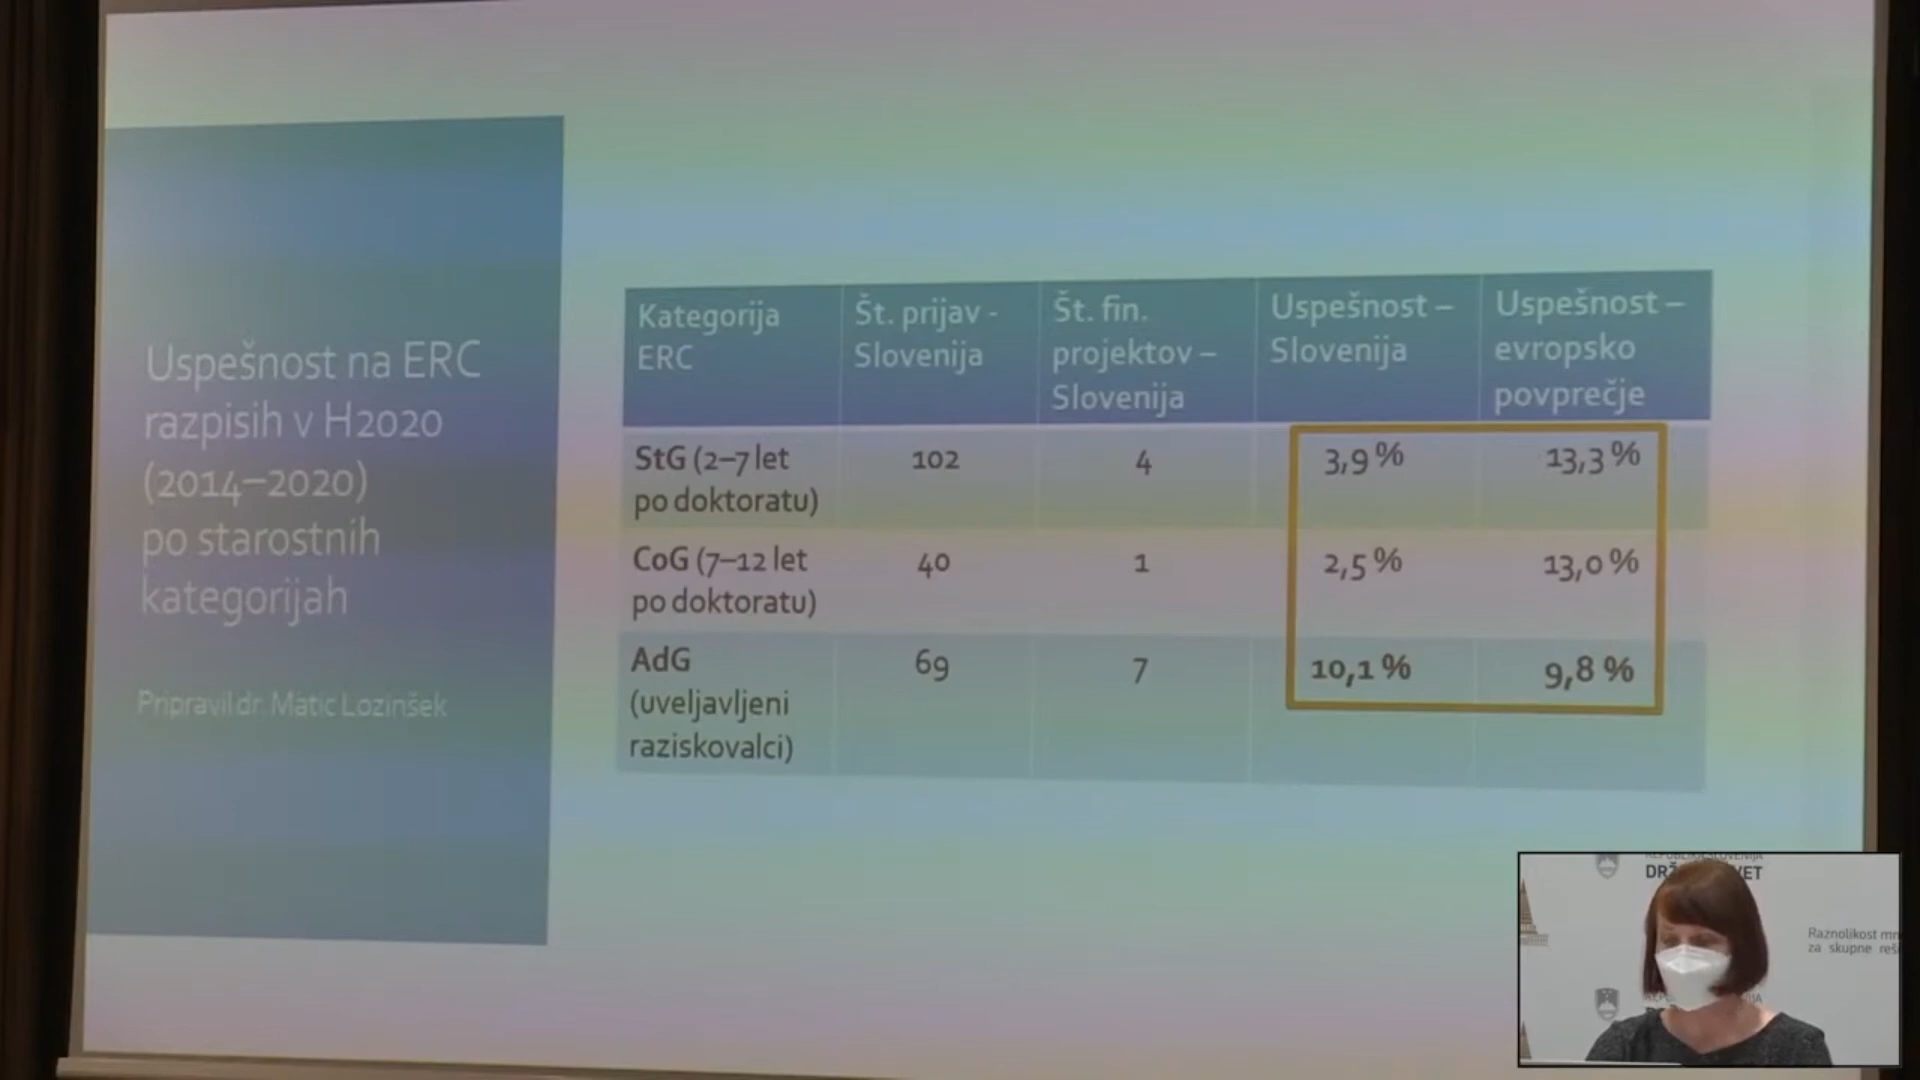 Uspešnost na ERC
razpisih v H2020
(2014–2020)
po starostnih
kategorijah
Pripravil dr. Matic Lozinšek
Kategorija
ERC
Št. prijav -
Slovenija
Št. fin.
projektov –
Slovenija
Uspešnost –
Slovenija
Uspešnost –
evropsko
povprečje
StG (2–7 let
po doktoratu)
102
4
3,9 %
13,3 %
CoG (7–12 let
po doktoratu)
40
1
2,5 %
13,0 %
AdG
(uveljavljeni
raziskovalci)
69
7
10,1 %
9,8 %
REPUBLIKA SLOVENIJA
Raznolikost
za skupne